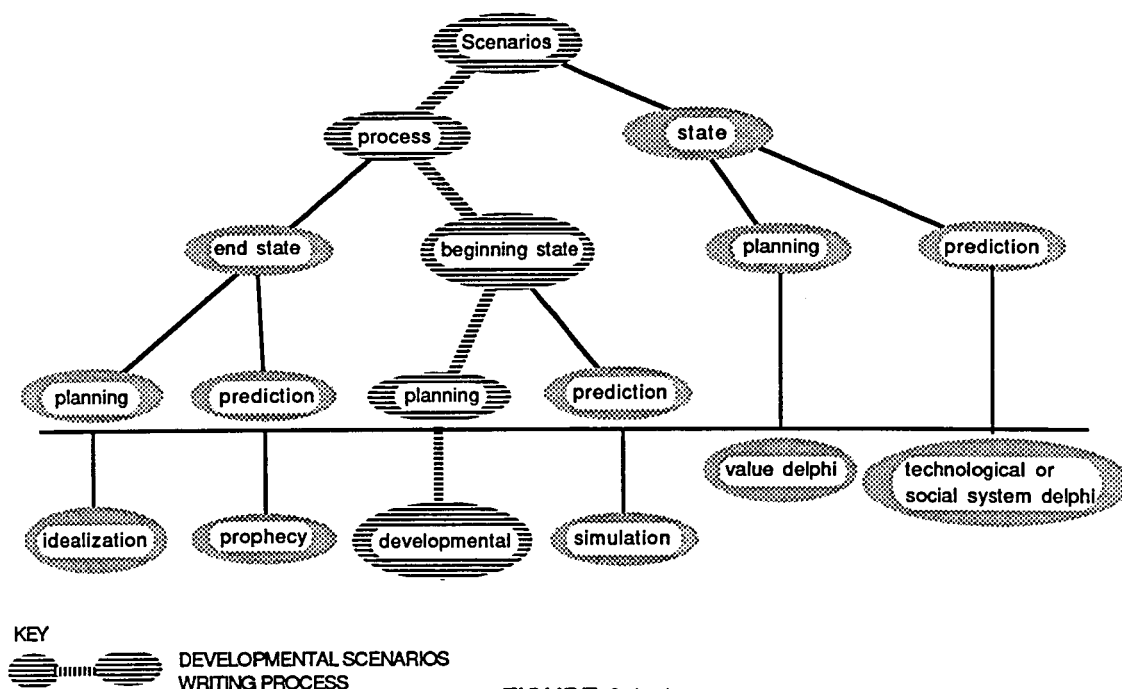 Scenarios
process
state
end state
beginning state
planning
prediction
planning
prediction
planning
prediction
value delphi
technological or
social system delphi
idealization
prophecy
developmental
simulation
KEY
DEVELOPMENTAL SCENARIOS
WRITING PROCESS